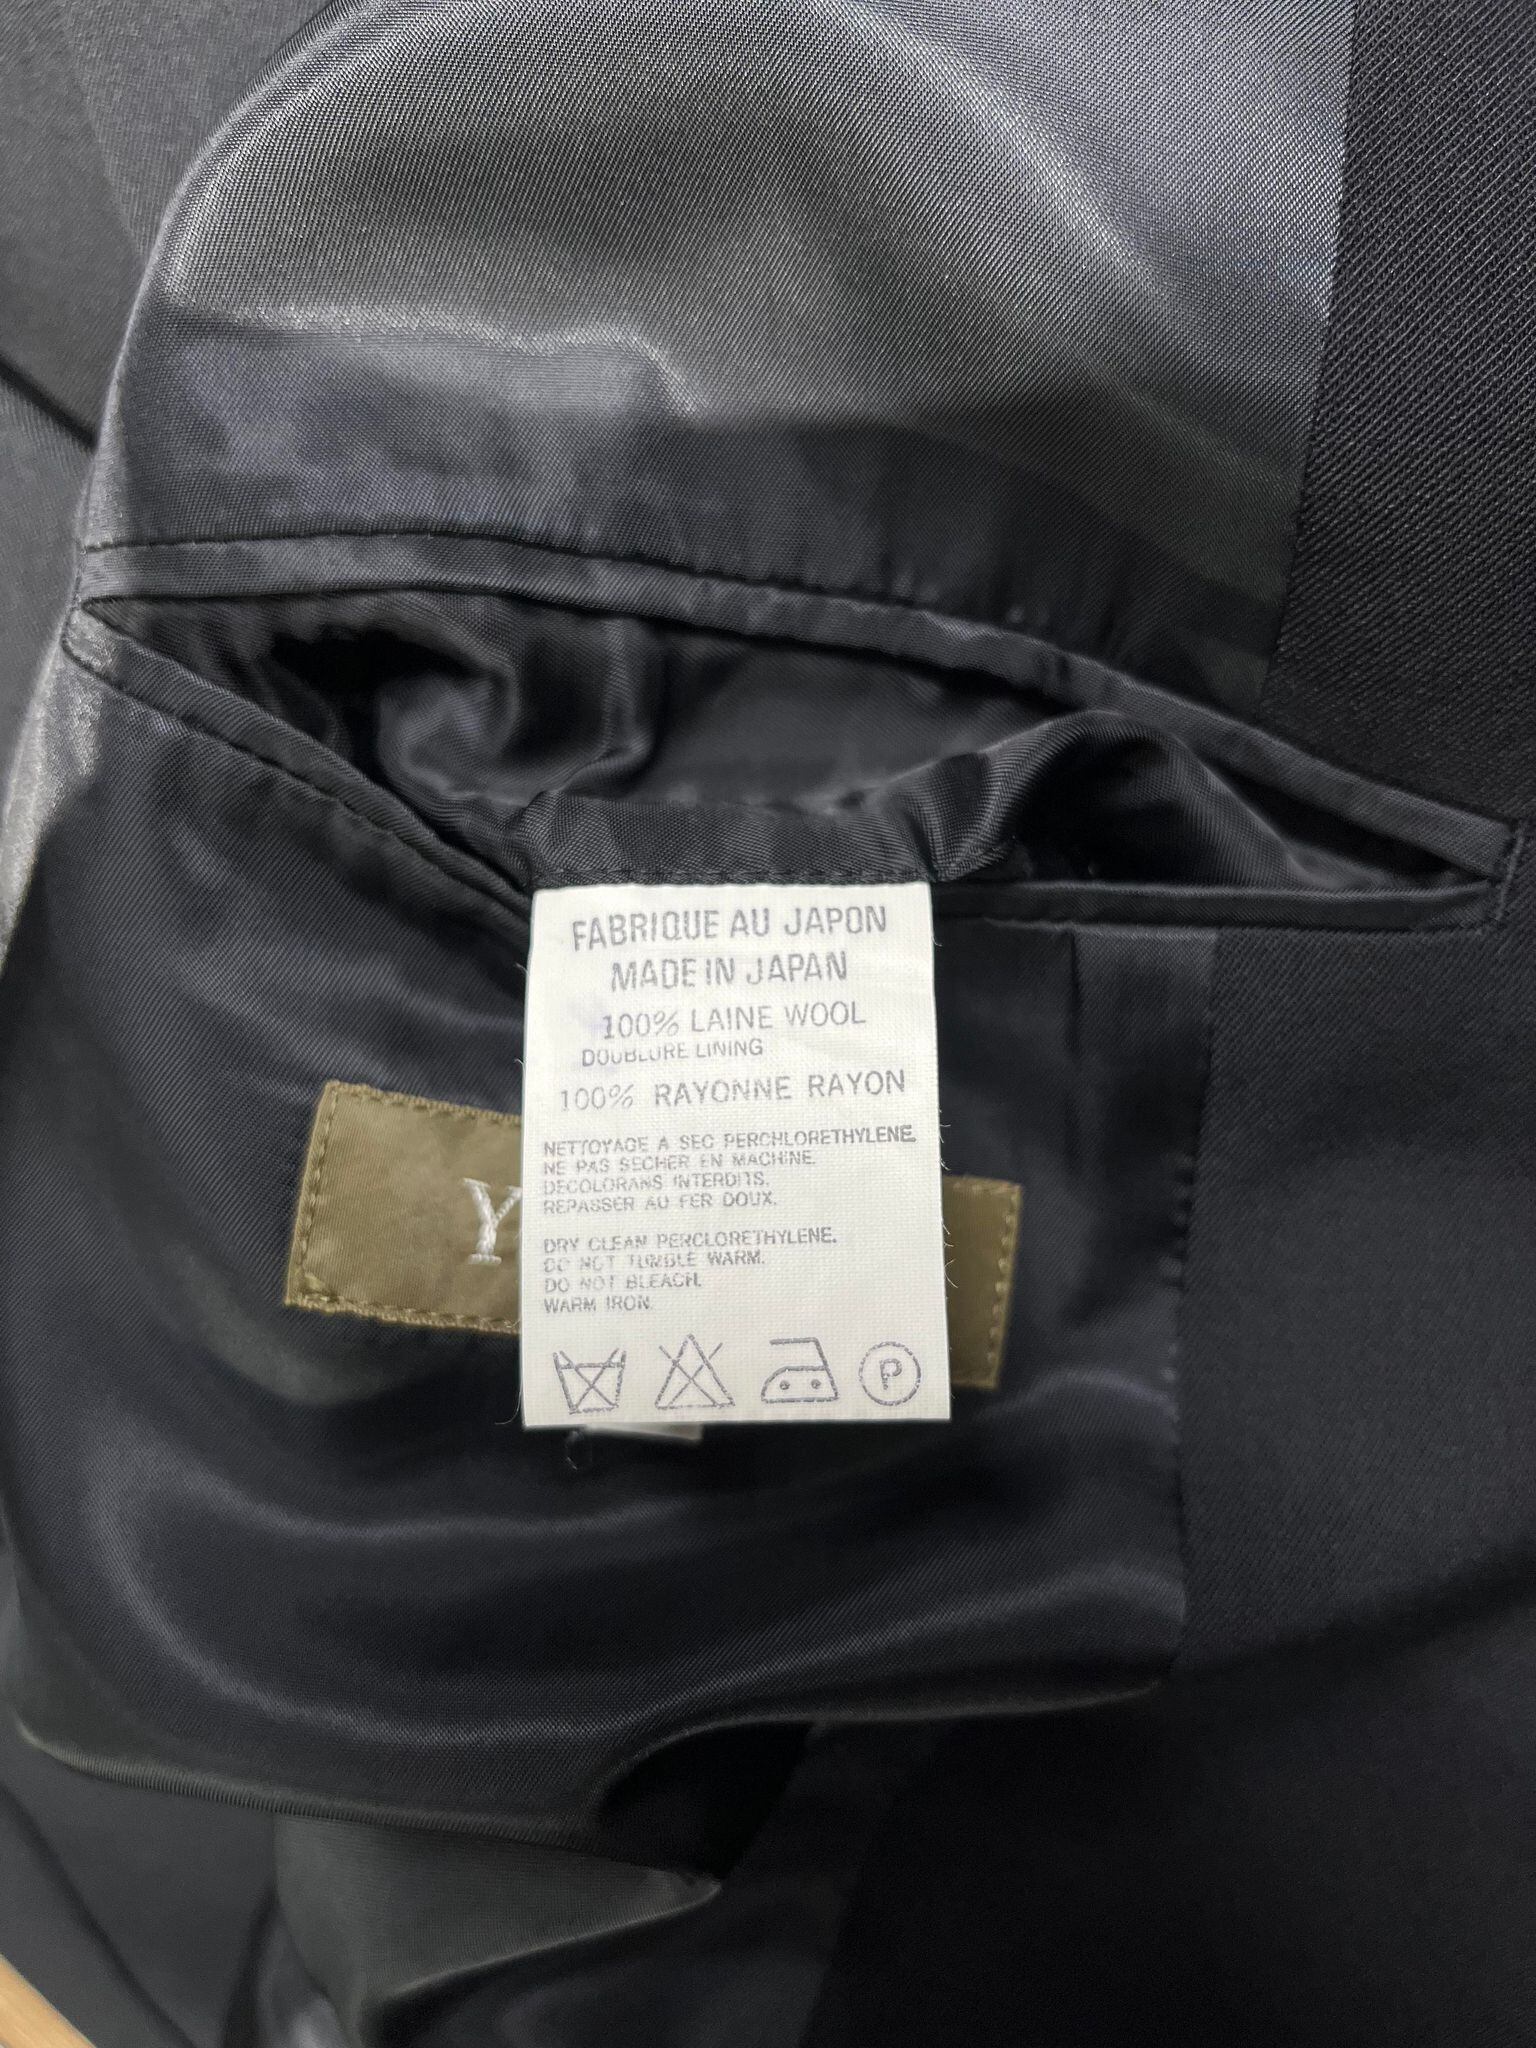 FABRIQUE AU JAPON
MADE IN JAPAN
100% LAINE WOOL
DOUBLURE LINING
100% RAYONNE RAYON
NETTOYAGE A SEC PERCHLORETHYLENE.
NE PAS SECHER EN MACHINE.
DECOLORANS INTERDITS.
REPASSER AU FER DOUX.
DRY CLEAN PERCLORETHYLENE.
DO NOT TUMBLE WARM.
DO NOT BLEACH.
WARM IRON.
P
Y